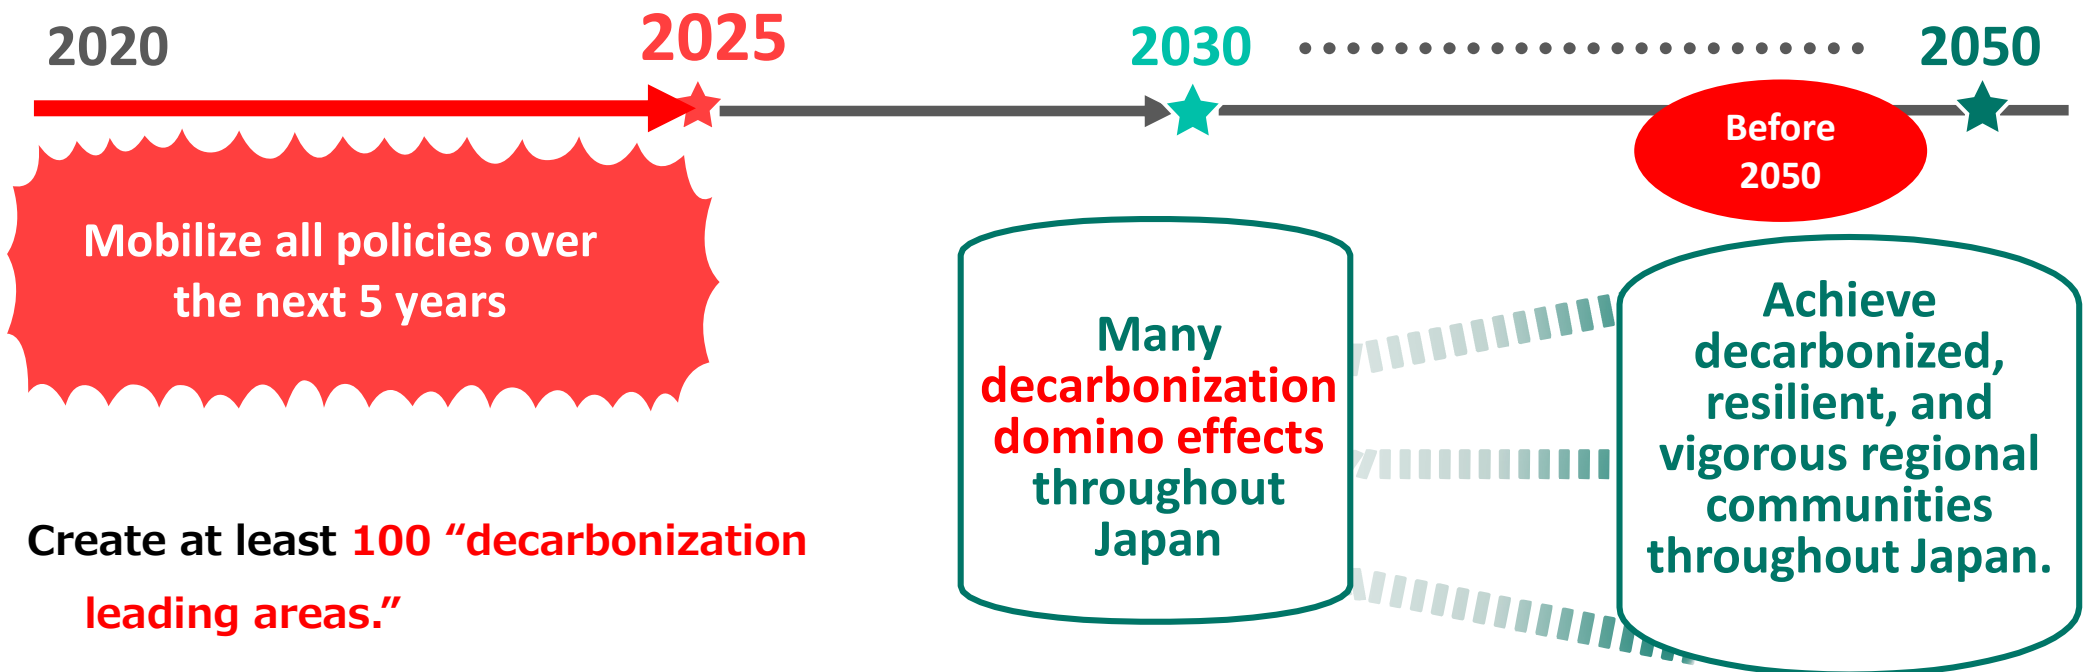 2020
2025
2030
2050
Before
2050
Mobilize all policies over
the next 5 years
Many
decarbonization
domino effects
throughout
Japan
Achieve
decarbonized,
resilient, and
vigorous regional
communities
throughout Japan.
Create at least 100 “decarbonization
leading areas.”